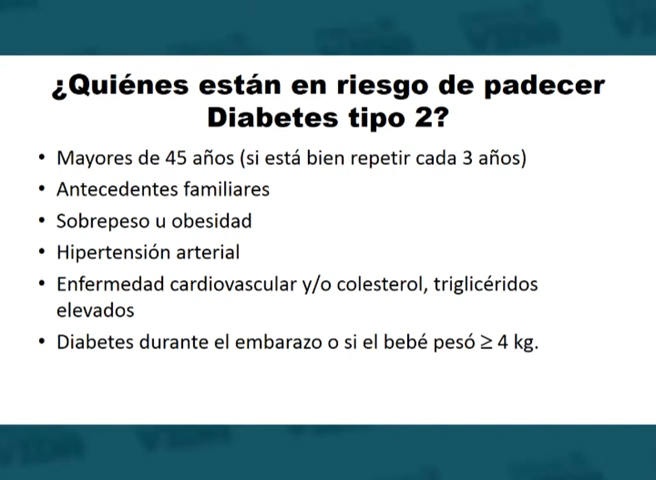 ¿Quiénes están en riesgo de padecer
Diabetes tipo 2?
• Mayores de 45 años (si está bien repetir cada 3 años)
• Antecedentes familiares
• Sobrepeso u obesidad
• Hipertensión arterial
• Enfermedad cardiovascular y/o colesterol, triglicéridos
elevados
• Diabetes durante el embarazo o si el bebé pesó ≥ 4 kg.